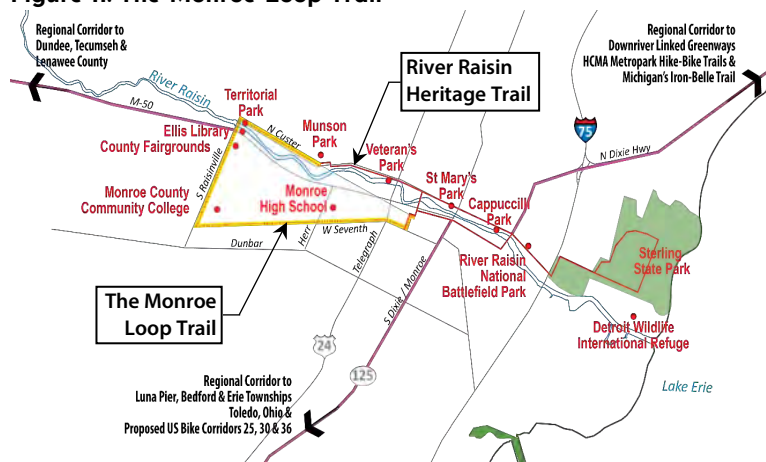 Figure 1: The Monroe Loop Trail
Regional Corridor to
Dundee, Tecumseh &
Lenawee County
Regional Corridor to
Downriver Linked Greenways
HCMA Metropark Hike-Bike Trails &
Michigan's Iron-Belle Trail
River Raisin
Heritage Trail
River Raisin
M-50
Territorial
Park
N Custer
Munson
Park
Ellis Library
County Fairgrounds
Veteran's
Park
75
N Dixie Hwy
S Raisinville
St Mary's
Park
Monroe County
Community College
Monroe
High School
Cappuccilli
Park
Herr
W Seventh
Dunbar
Telegraph
River Raisin
National
Battlefield Park
Sterling
State Park
The Monroe
Loop Trail
S Dixie / Monroe
Detroit Wildlife
International Refuge
24
125
Lake Erie
Regional Corridor to
Luna Pier, Bedford & Erie Townships
Toledo, Ohio &
Proposed US Bike Corridors 25, 30 & 36